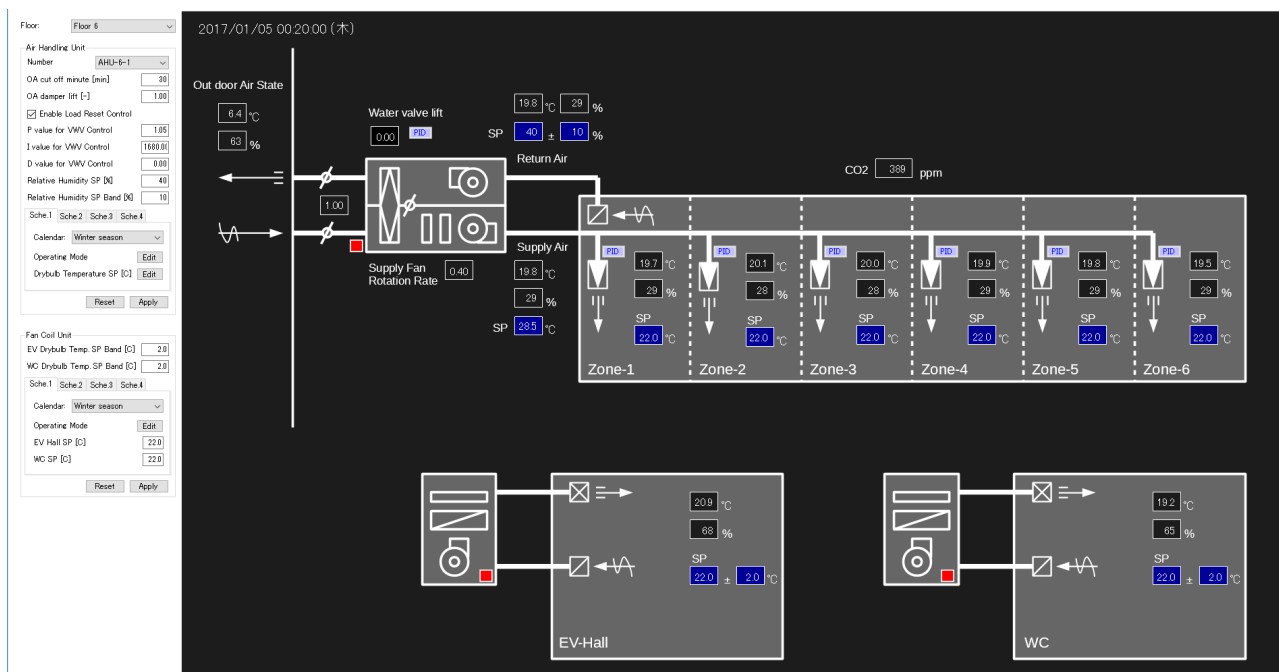 Floor: Floor 6
Air Handling Unit
Number AHU-6-1
OA cut off minute [min] 30
OA damper lift [-] 1.00
Enable Load Reset Control
P value for VWV Control 1.05
I value for VWV Control 1680.0(
D value for VWV Control 0.00
Relative Humidity SP [%] 40
Relative Humidity SP Band [%] 10
Sche.1 Sche.2 Sche.3 Sche.4
Calendar: Winter season
Operating Mode Edit
Drybulb Temperature SP [C] Edit
Reset Apply
Fan Coil Unit
EV Drybulb Temp. SP Band [C] 2.0
WC Drybulb Temp. SP Band [C] 2.0
Sche.1 Sche.2 Sche.3 Sche.4
Calendar: Winter season
Operating Mode Edit
EV Hall SP [C] 22.0
WC SP [C] 22.0
Reset Apply
2017/01/05 00:20:00 (木)
Out door Air State
6.4 ℃
63 %
Water valve lift
0.00 PID
19.8 ℃ 29 %
SP 40 ± 10 %
Return Air
CO2 389 ppm
1.00
Supply Fan
Rotation Rate 0.40
Supply Air
19.8 ℃
29 %
SP 28.5 ℃
PID 19.7 ℃
29 %
SP
22.0 ℃
Zone-1
PID 20.1 ℃
28 %
SP
22.0 ℃
Zone-2
PID 20.0 ℃
28 %
SP
22.0 ℃
Zone-3
PID 19.9 ℃
29 %
SP
22.0 ℃
Zone-4
PID 19.8 ℃
29 %
SP
22.0 ℃
Zone-5
PID 19.5 ℃
29 %
SP
22.0 ℃
Zone-6
20.9 ℃
68 %
SP
22.0 ± 2.0 ℃
EV-Hall
19.2 ℃
65 %
SP
22.0 ± 2.0 ℃
WC